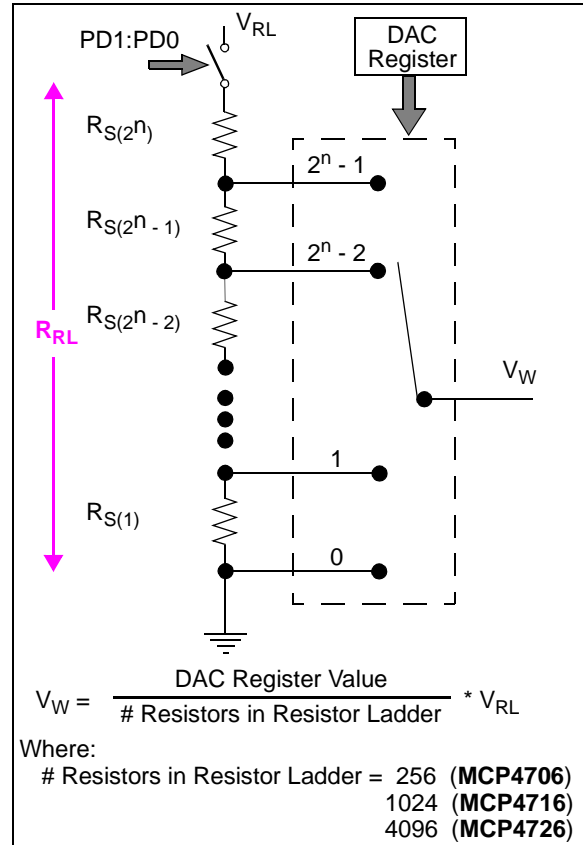 V_RL
PD1:PD0
DAC
Register
R_S(2^n)
2^n - 1
R_S(2^n - 1)
2^n - 2
R_S(2^n - 2)
R_RL
V_W
1
R_S(1)
0
V_W = DAC Register Value / # Resistors in Resistor Ladder * V_RL
Where:
# Resistors in Resistor Ladder = 256 (MCP4706)
1024 (MCP4716)
4096 (MCP4726)